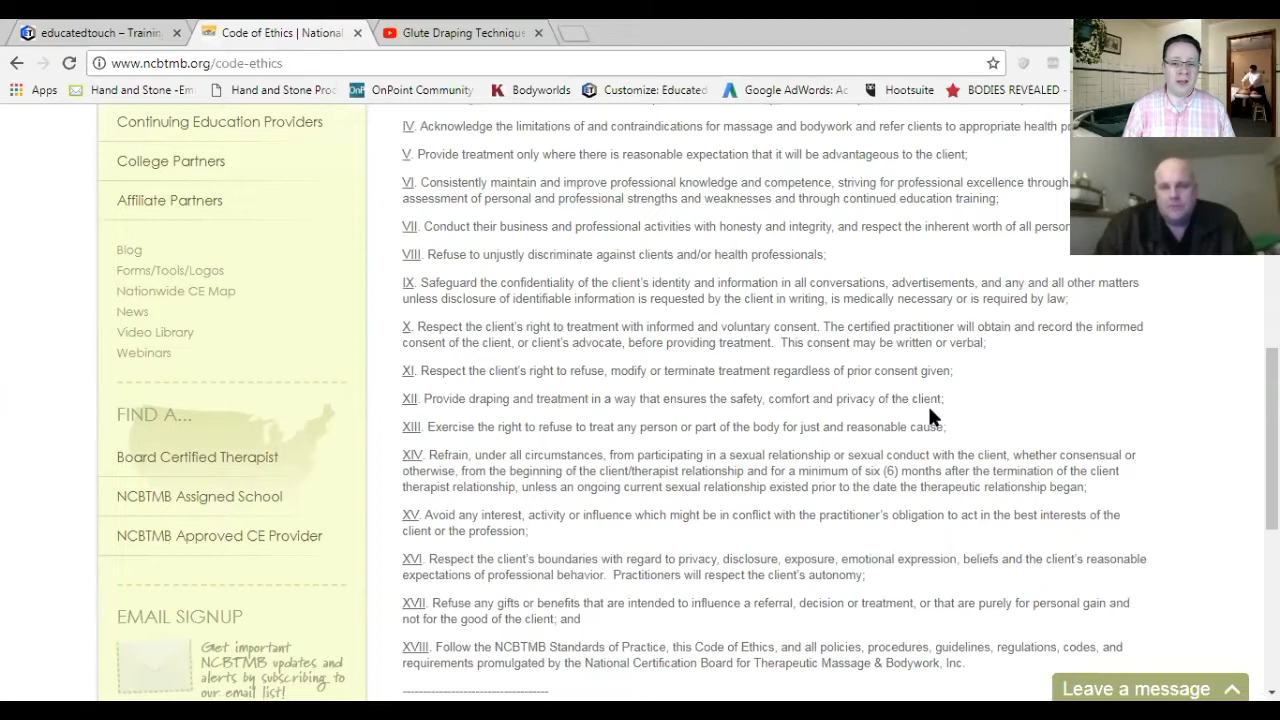 educatedtouch – Trainin
Code of Ethics | National
Glute Draping Technique
www.ncbtmb.org/code-ethics
Apps
Hand and Stone -Em
Hand and Stone Pro
OnP
OnPoint Community
Bodyworlds
Customize: Educated
Google AdWords: Ac
Hootsuite
BODIES REVEALED -
Continuing Education Providers
College Partners
Affiliate Partners
Blog
Forms/Tools/Logos
Nationwide CE Map
News
Video Library
Webinars
FIND A...
Board Certified Therapist
NCBTMB Assigned School
NCBTMB Approved CE Provider
EMAIL SIGNUP
Get important
NCBTMB updates and
alerts by subscribing to
our email list!
IV. Acknowledge the limitations of and contraindications for massage and bodywork and refer clients to appropriate health p
V. Provide treatment only where there is reasonable expectation that it will be advantageous to the client;
VI. Consistently maintain and improve professional knowledge and competence, striving for professional excellence through
assessment of personal and professional strengths and weaknesses and through continued education training;
VII. Conduct their business and professional activities with honesty and integrity, and respect the inherent worth of all person
VIII. Refuse to unjustly discriminate against clients and/or health professionals;
IX. Safeguard the confidentiality of the client's identity and information in all conversations, advertisements, and any and all other matters
unless disclosure of identifiable information is requested by the client in writing, is medically necessary or is required by law;
X. Respect the client's right to treatment with informed and voluntary consent. The certified practitioner will obtain and record the informed
consent of the client, or client's advocate, before providing treatment. This consent may be written or verbal;
XI. Respect the client's right to refuse, modify or terminate treatment regardless of prior consent given;
XII. Provide draping and treatment in a way that ensures the safety, comfort and privacy of the client;
XIII. Exercise the right to refuse to treat any person or part of the body for just and reasonable cause;
XIV. Refrain, under all circumstances, from participating in a sexual relationship or sexual conduct with the client, whether consensual or
otherwise, from the beginning of the client/therapist relationship and for a minimum of six (6) months after the termination of the client
therapist relationship, unless an ongoing current sexual relationship existed prior to the date the therapeutic relationship began;
XV. Avoid any interest, activity or influence which might be in conflict with the practitioner's obligation to act in the best interests of the
client or the profession;
XVI. Respect the client's boundaries with regard to privacy, disclosure, exposure, emotional expression, beliefs and the client's reasonable
expectations of professional behavior. Practitioners will respect the client's autonomy;
XVII. Refuse any gifts or benefits that are intended to influence a referral, decision or treatment, or that are purely for personal gain and
not for the good of the client; and
XVIII. Follow the NCBTMB Standards of Practice, this Code of Ethics, and all policies, procedures, guidelines, regulations, codes, and
requirements promulgated by the National Certification Board for Therapeutic Massage & Bodywork, Inc.
-----------------------------------
Leave a message